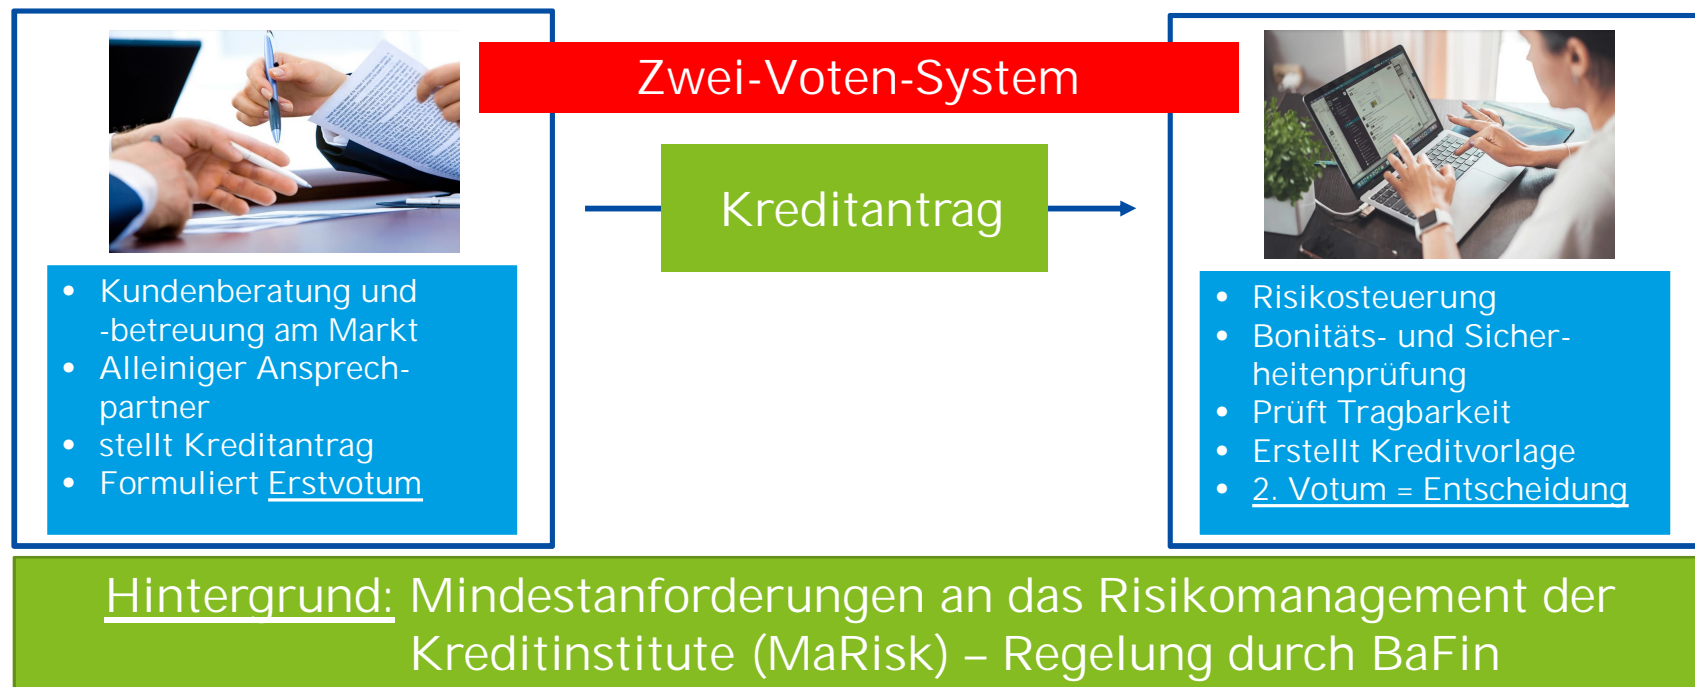 Zwei-Voten-System
Kreditantrag
• Kundenberatung und
-betreuung am Markt
• Alleiniger Ansprech-
partner
• stellt Kreditantrag
• Formuliert Erstvotum
• Risikosteuerung
• Bonitäts- und Sicher-
heitenprüfung
• Prüft Tragbarkeit
• Erstellt Kreditvorlage
• 2. Votum = Entscheidung
Hintergrund: Mindestanforderungen an das Risikomanagement der
Kreditinstitute (MaRisk) – Regelung durch BaFin